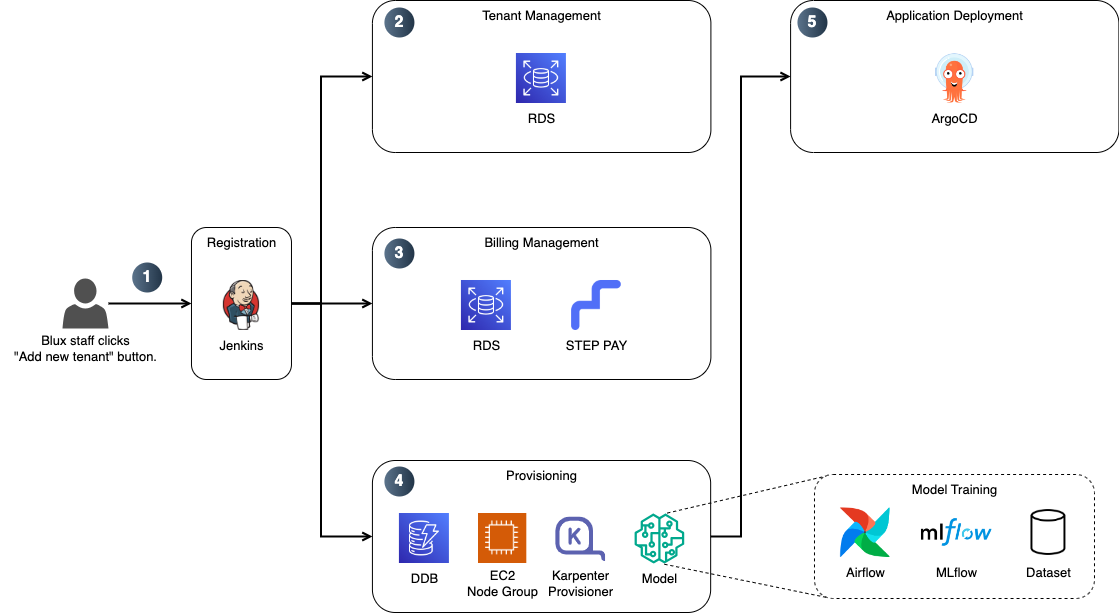 2
Tenant Management
RDS
5
Application Deployment
ArgoCD
1
Blux staff clicks
"Add new tenant" button.
Registration
Jenkins
3
Billing Management
RDS
STEP PAY
4
Provisioning
DDB
EC2
Node Group
K
Karpenter
Provisioner
Model
Model Training
Airflow
mlflow
MLflow
Dataset